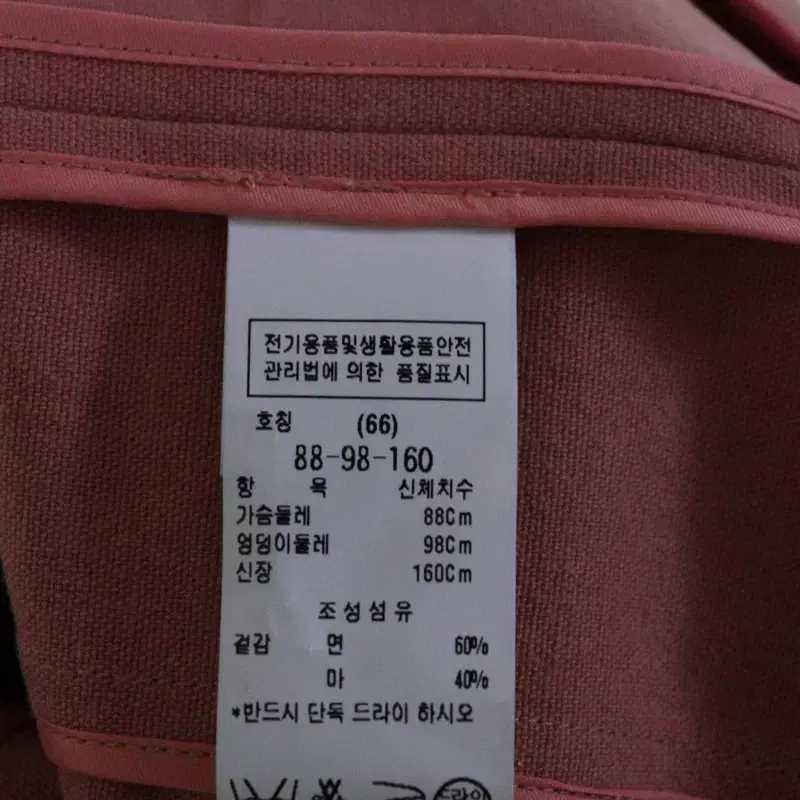 전기용품및생활용품안전
관리법에 의한 품질표시
호칭 (66)
88-98-160
항 목 신체치수
가슴둘레 88Cm
엉덩이둘레 98Cm
신장 160Cm
조성섬유
겉감 면 60%
마 40%
*반드시 단독 드라이 하시오
드라이